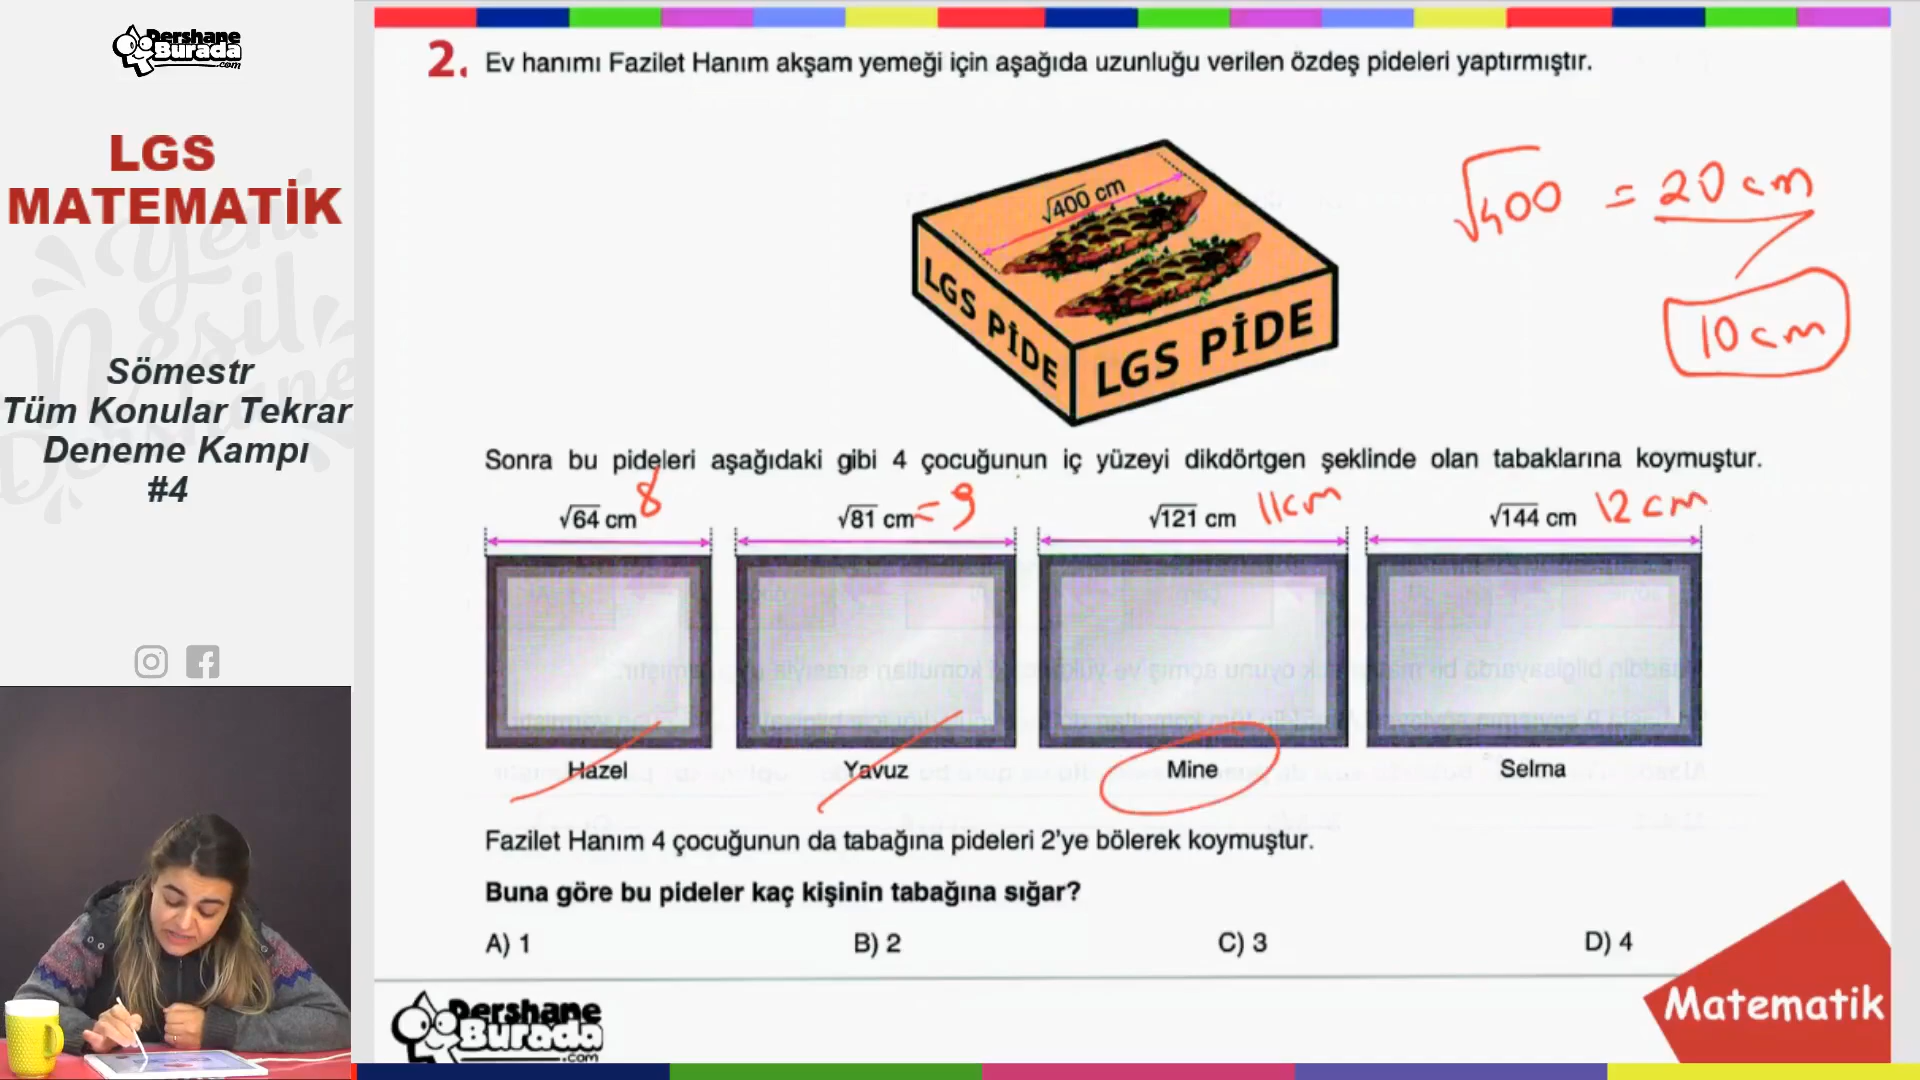 Dershane
Burada
.com
LGS
MATEMATİK
Yeni
Nesil
Dershane
Sömestr
Tüm Konular Tekrar
Deneme Kampı
#4
2. Ev hanımı Fazilet Hanım akşam yemeği için aşağıda uzunluğu verilen özdeş pideleri yaptırmıştır.
√400 cm
LGS PİDE
LGS PİDE
√400 = 20 cm
10 cm
Sonra bu pideleri aşağıdaki gibi 4 çocuğunun iç yüzeyi dikdörtgen şeklinde olan tabaklarına koymuştur.
√64 cm 8
√81 cm = 9
√121 cm 11cm
√144 cm 12 cm
Hazel
Yavuz
Mine
Selma
Fazilet Hanım 4 çocuğunun da tabağına pideleri 2'ye bölerek koymuştur.
Buna göre bu pideler kaç kişinin tabağına sığar?
A) 1
B) 2
C) 3
D) 4
Dershane
Burada
.com
Matematik